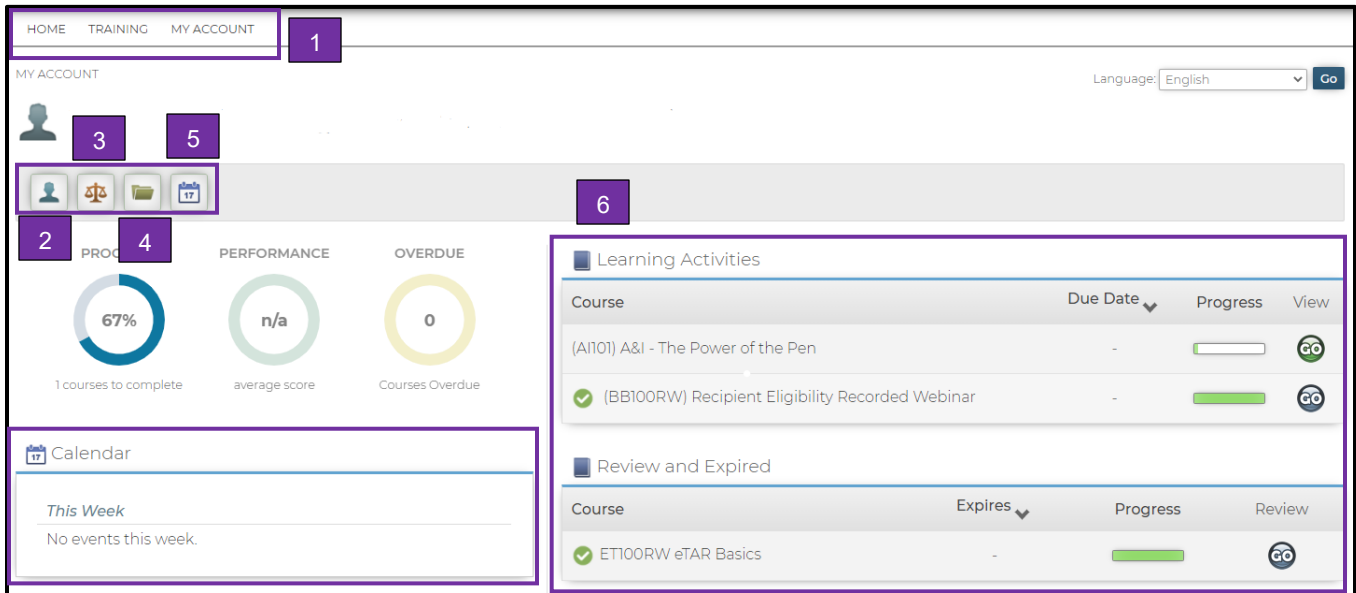 HOME TRAINING MY ACCOUNT
1
MY ACCOUNT
Language: English Go
3 5
17
6
2 4
PROG PERFORMANCE OVERDUE
67% n/a 0
1 courses to complete average score Courses Overdue
17 Calendar
This Week
No events this week.
Learning Activities
Course Due Date Progress View
(AI101) A&I - The Power of the Pen - GO
(BB100RW) Recipient Eligibility Recorded Webinar - GO
Review and Expired
Course Expires Progress Review
ET100RW eTAR Basics - GO